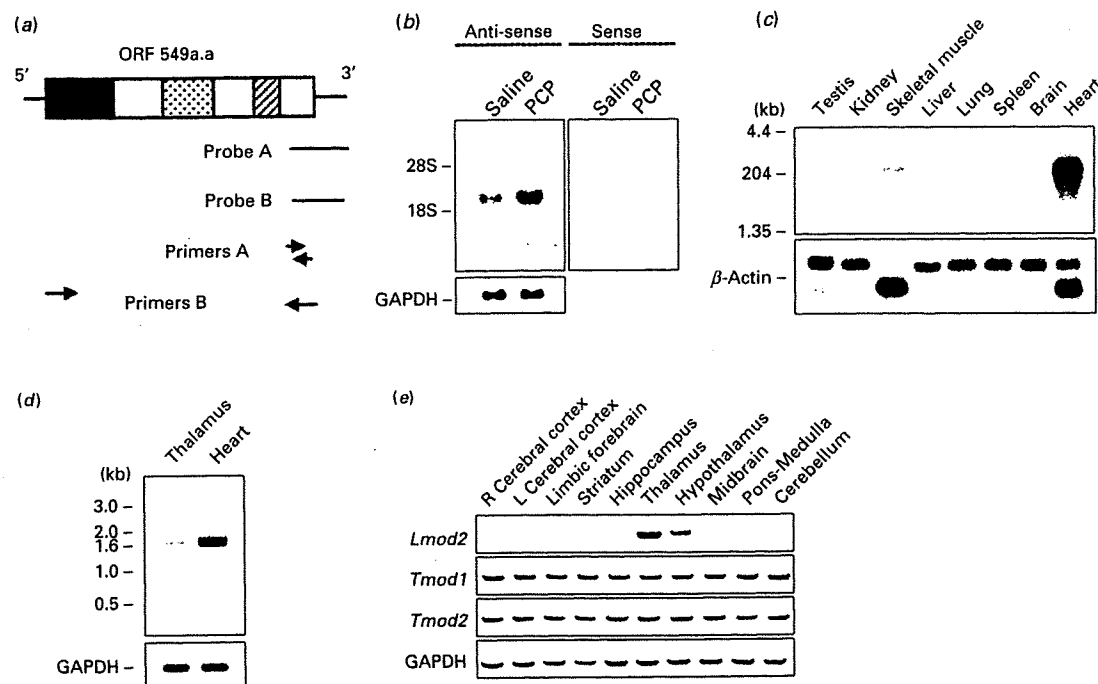 (a)
ORF 549a.a
5′
3′
Probe A
Probe B
Primers A
Primers B
(b)
Anti-sense Sense
Saline PCP Saline PCP
28S –
18S –
GAPDH –
(c)
Testis Kidney Skeletal muscle Liver Lung Spleen Brain Heart
(kb)
4.4 –
204 –
1.35 –
β-Actin –
(d)
Thalamus Heart
(kb)
3.0 –
2.0 –
1.6 –
1.0 –
0.5 –
GAPDH –
(e)
R Cerebral cortex L Cerebral cortex Limbic forebrain Striatum Hippocampus Thalamus Hypothalamus Midbrain Pons-Medulla Cerebellum
Lmod2
Tmod1
Tmod2
GAPDH